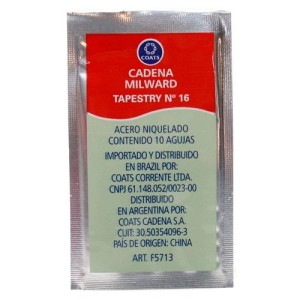 COATS
CADENA
MILWARD
TAPESTRY Nº 16
ACERO NIQUELADO
CONTENIDO 10 AGUJAS
IMPORTADO Y DISTRIBUIDO
EN BRAZIL POR:
COATS CORRENTE LTDA.
CNPJ 61.148.052/0023-00
DISTRIBUIDO
EN ARGENTINA POR:
COATS CADENA S.A.
CUIT: 30.50354096-3
PAÍS DE ORIGEN: CHINA
ART. F5713